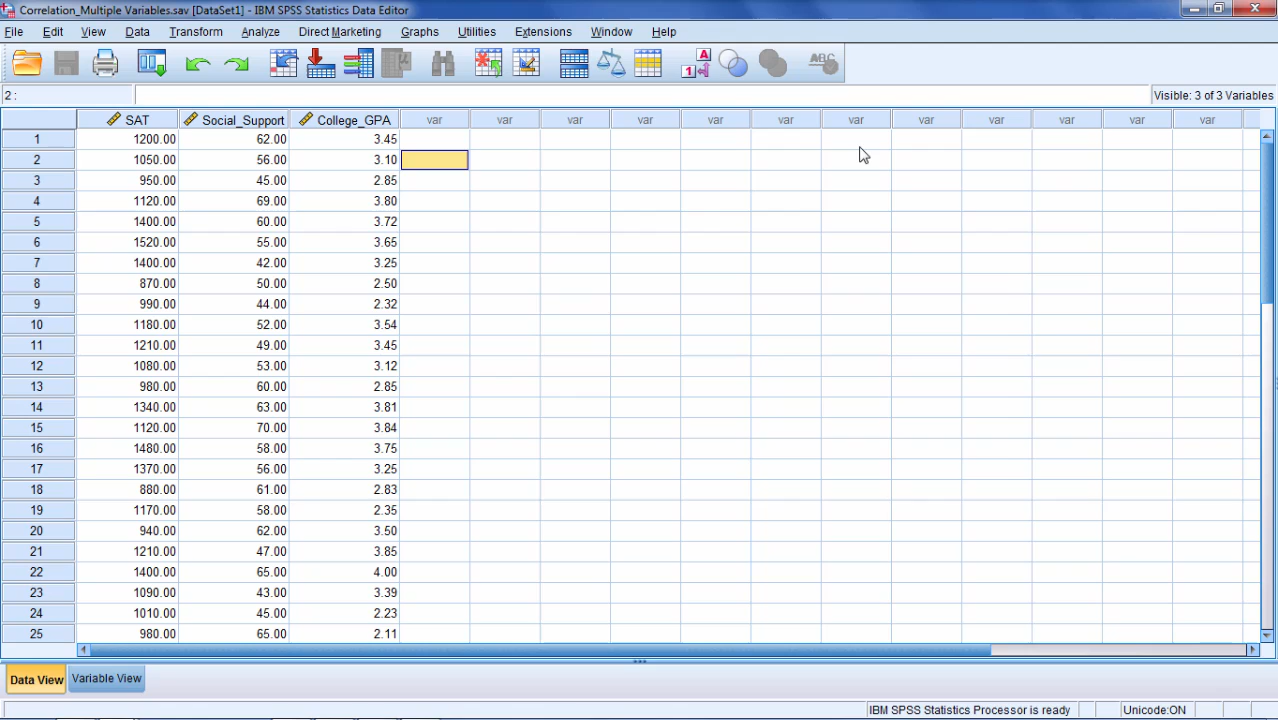 Correlation_Multiple Variables.sav [DataSet1] - IBM SPSS Statistics Data Editor
File Edit View Data Transform Analyze Direct Marketing Graphs Utilities Extensions Window Help
A
1
ABC
2 :
Visible: 3 of 3 Variables
SAT Social_Support College_GPA var var var var var var var var var var var var
1 1200.00 62.00 3.45
2 1050.00 56.00 3.10
3 950.00 45.00 2.85
4 1120.00 69.00 3.80
5 1400.00 60.00 3.72
6 1520.00 55.00 3.65
7 1400.00 42.00 3.25
8 870.00 50.00 2.50
9 990.00 44.00 2.32
10 1180.00 52.00 3.54
11 1210.00 49.00 3.45
12 1080.00 53.00 3.12
13 980.00 60.00 2.85
14 1340.00 63.00 3.81
15 1120.00 70.00 3.84
16 1480.00 58.00 3.75
17 1370.00 56.00 3.25
18 880.00 61.00 2.83
19 1170.00 58.00 2.35
20 940.00 62.00 3.50
21 1210.00 47.00 3.85
22 1400.00 65.00 4.00
23 1090.00 43.00 3.39
24 1010.00 45.00 2.23
25 980.00 65.00 2.11
Data View Variable View
IBM SPSS Statistics Processor is ready Unicode:ON